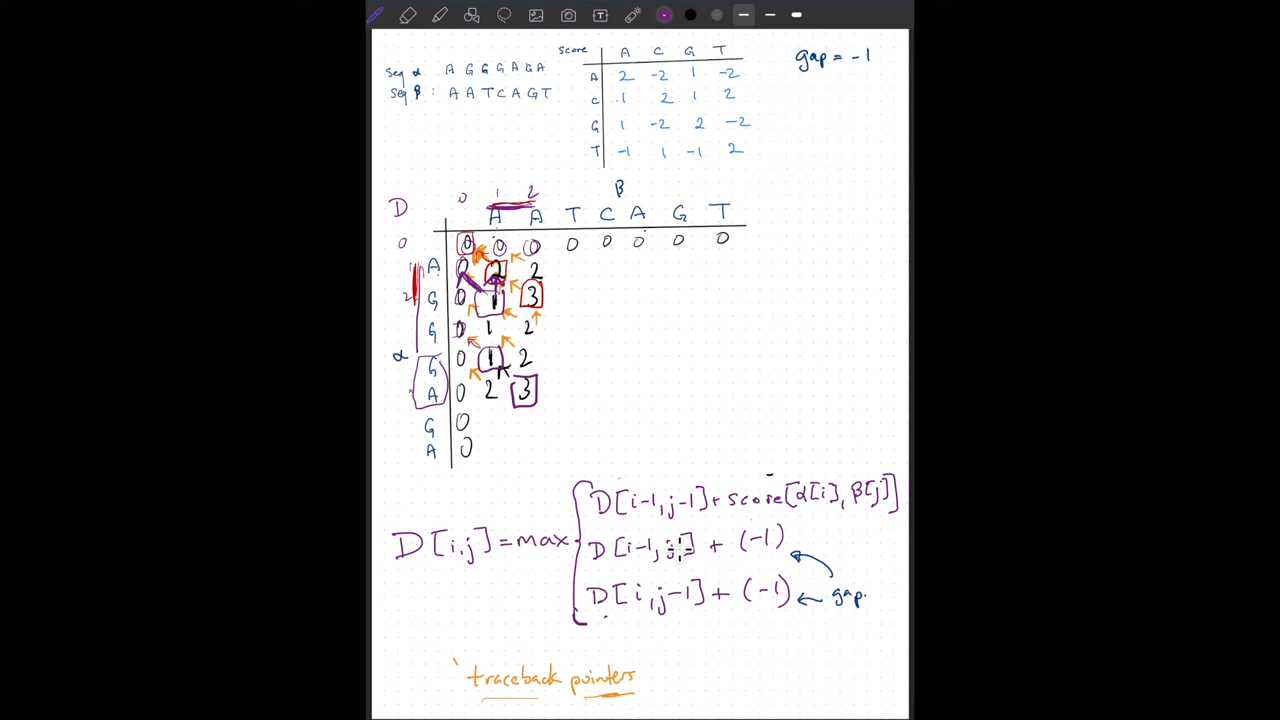 score A C G T gap = -1
Seq α A G G G A G A
A 2 -2 1 -2
Seq β : A A T C A G T
C 1 2 1 2
G 1 -2 2 -2
T -1 1 -1 2
β
D 0 1 2
A A T C A G T
0 0 0 0 0 0 0 0 0
1 A 0 2 2
2 G 0 1 3
G 0 1 2
α G 0 1 2
A 0 2 3
G 0
A 0
D[i-1,j-1]+score[α[i], β[j]]
D[i,j]=max D[i-1,j] + (-1)
D[i,j-1]+(-1) gap.
traceback pointers